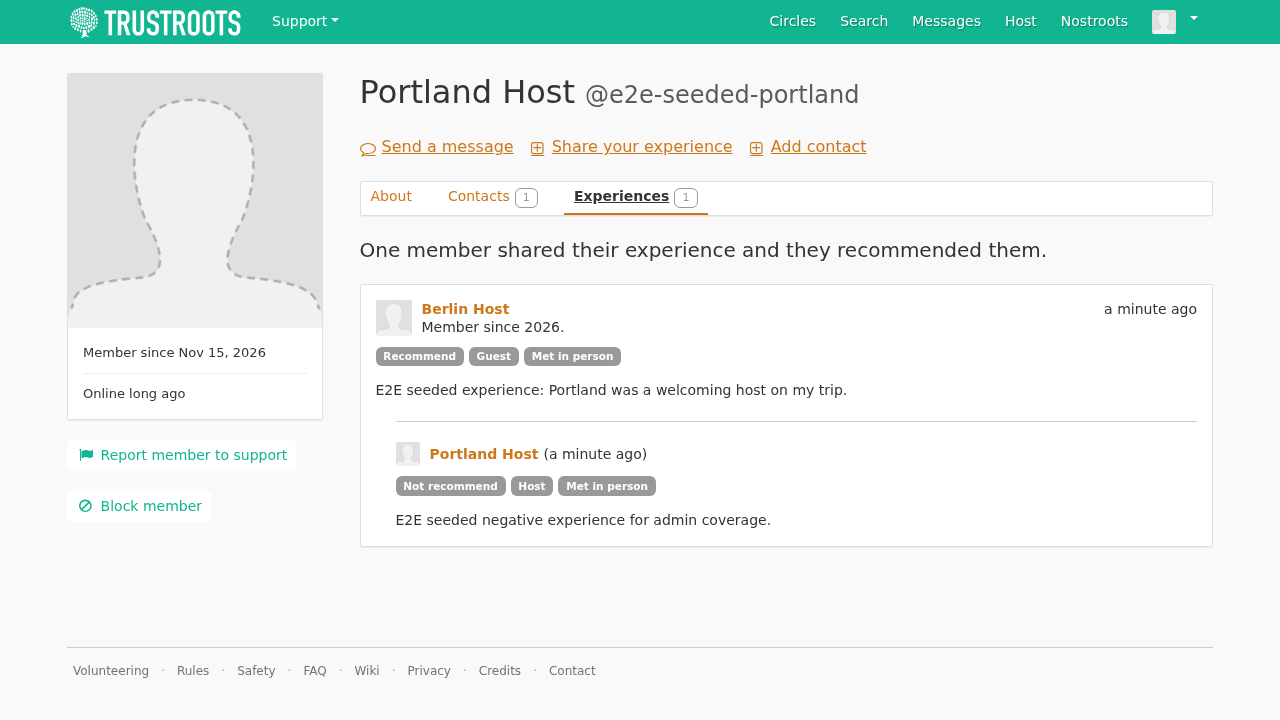 TRUSTROOTS Support Circles Search Messages Host Nostroots
Portland Host @e2e-seeded-portland
Send a message Share your experience Add contact
About Contacts 1 Experiences 1
One member shared their experience and they recommended them.
Berlin Host a minute ago
Member since 2026.
Recommend Guest Met in person
E2E seeded experience: Portland was a welcoming host on my trip.
Portland Host (a minute ago)
Not recommend Host Met in person
E2E seeded negative experience for admin coverage.
Member since Nov 15, 2026
Online long ago
Report member to support
Block member
Volunteering · Rules · Safety · FAQ · Wiki · Privacy · Credits · Contact